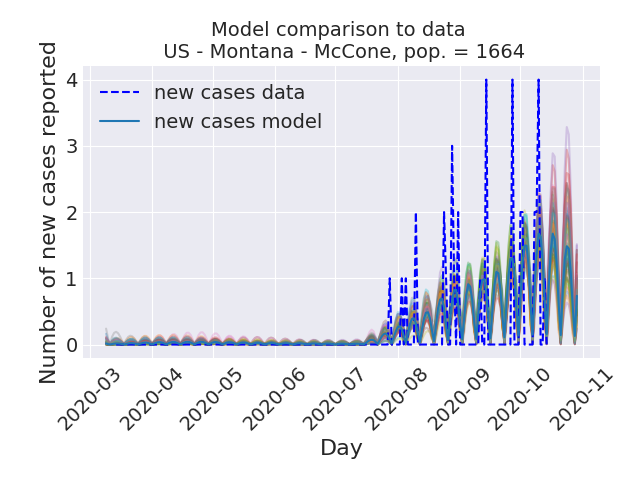 Model comparison to data
US - Montana - McCone, pop. = 1664
Number of new cases reported
4
3
2
1
0
new cases data
new cases model
2020-03
2020-04
2020-05
2020-06
2020-07
2020-08
2020-09
2020-10
2020-11
Day